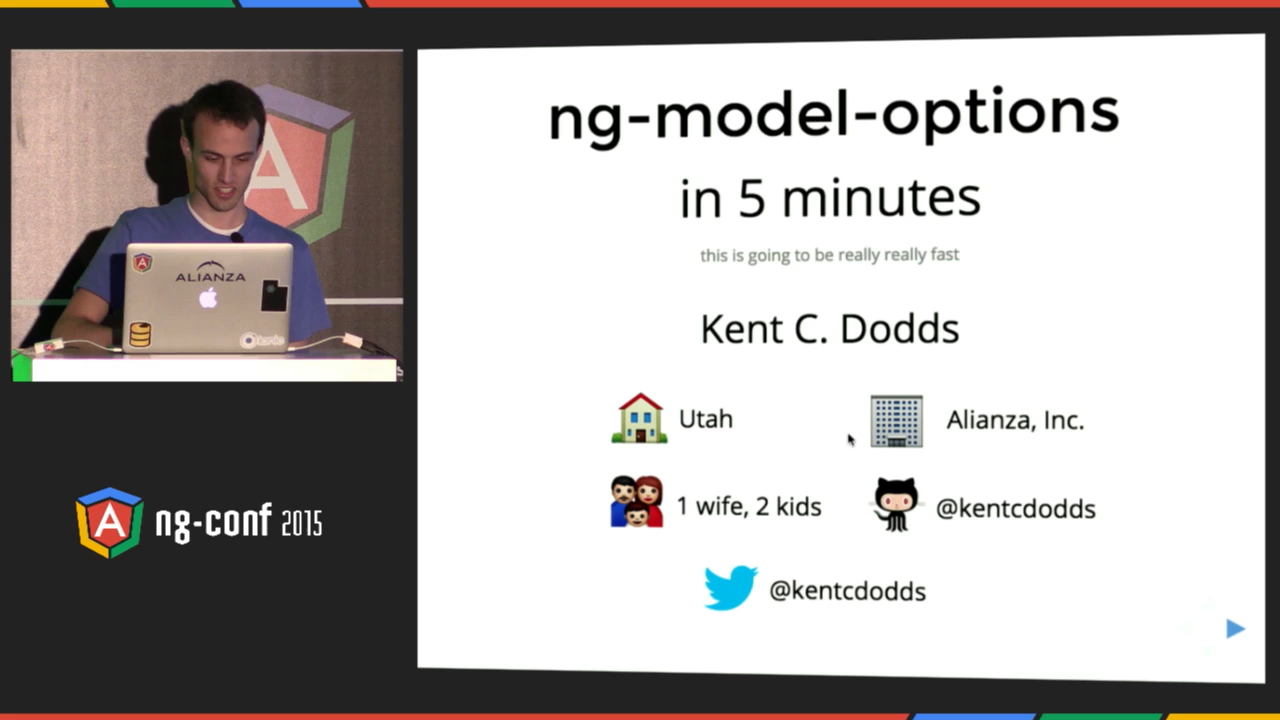 ng-model-options
in 5 minutes
this is going to be really really fast
Kent C. Dodds
Utah
Alianza, Inc.
1 wife, 2 kids
@kentcdodds
@kentcdodds
ALIANZA
A
A
ng-conf 2015